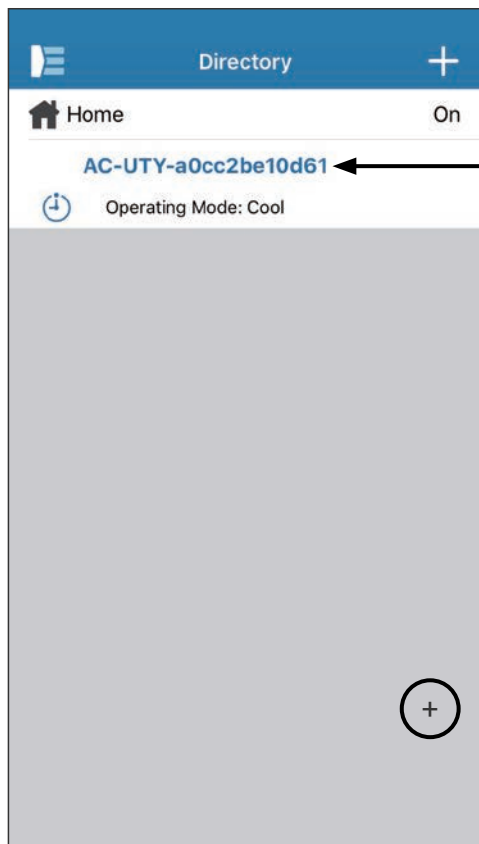 Directory
Home On
AC-UTY-a0cc2be10d61
Operating Mode: Cool
+